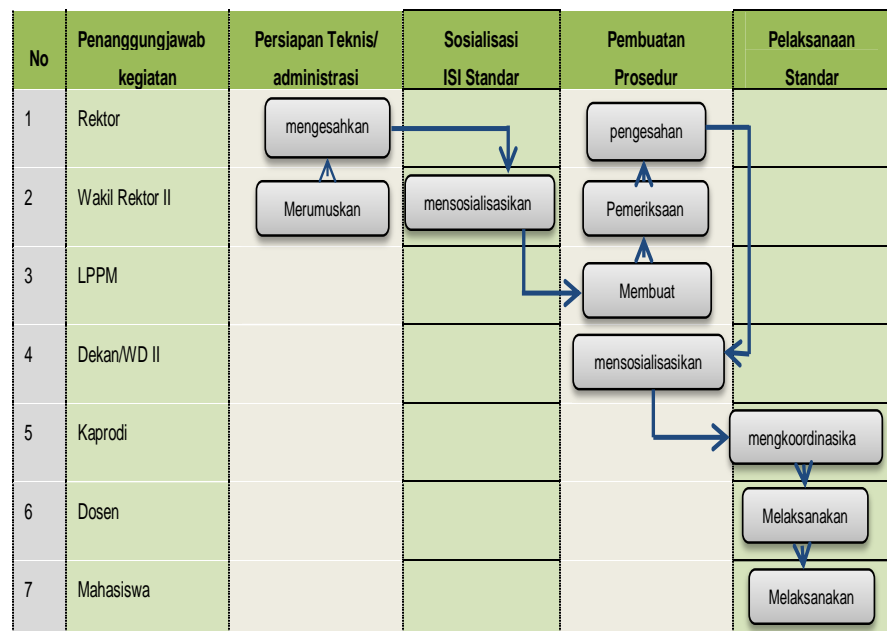 No
Penanggungjawab
kegiatan
Persiapan Teknis/
administrasi
Sosialisasi
ISI Standar
Pembuatan
Prosedur
Pelaksanaan
Standar
1
Rektor
mengesahkan
pengesahan
2
Wakil Rektor II
Merumuskan
mensosialisasikan
Pemeriksaan
3
LPPM
Membuat
4
Dekan/WD II
mensosialisasikan
5
Kaprodi
mengkoordinasika
6
Dosen
Melaksanakan
7
Mahasiswa
Melaksanakan